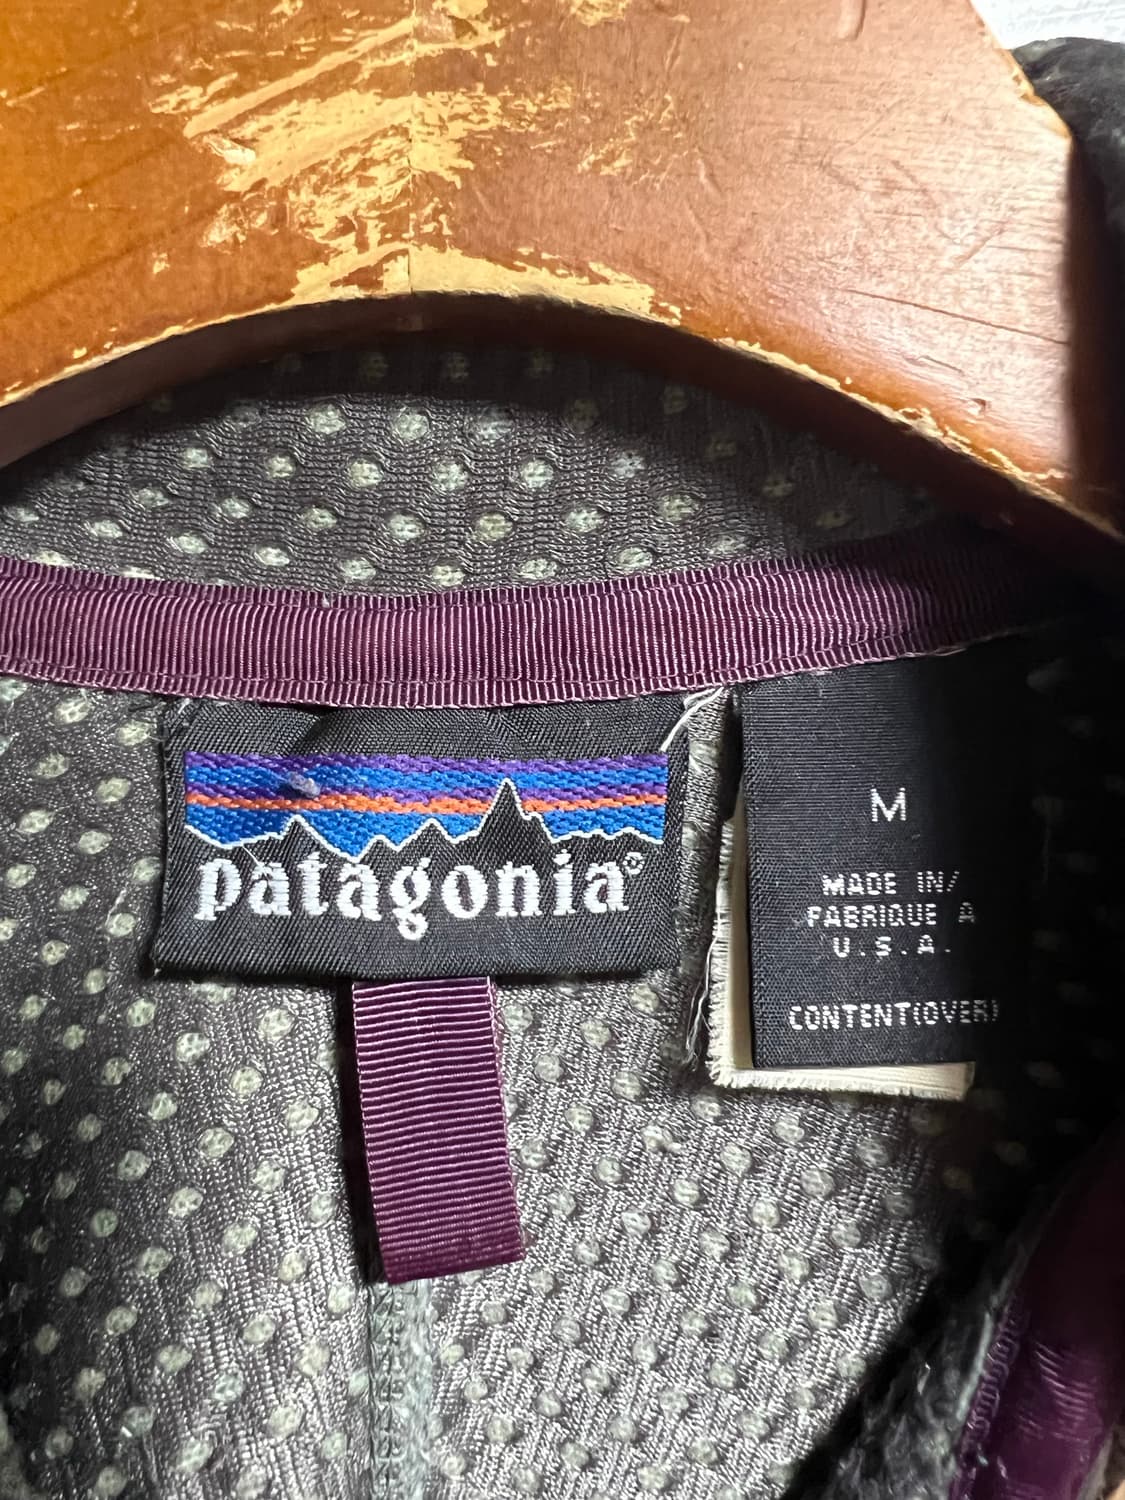 patagonia®
M
MADE IN/
FABRIQUE A
U.S.A.
CONTENT(OVER)